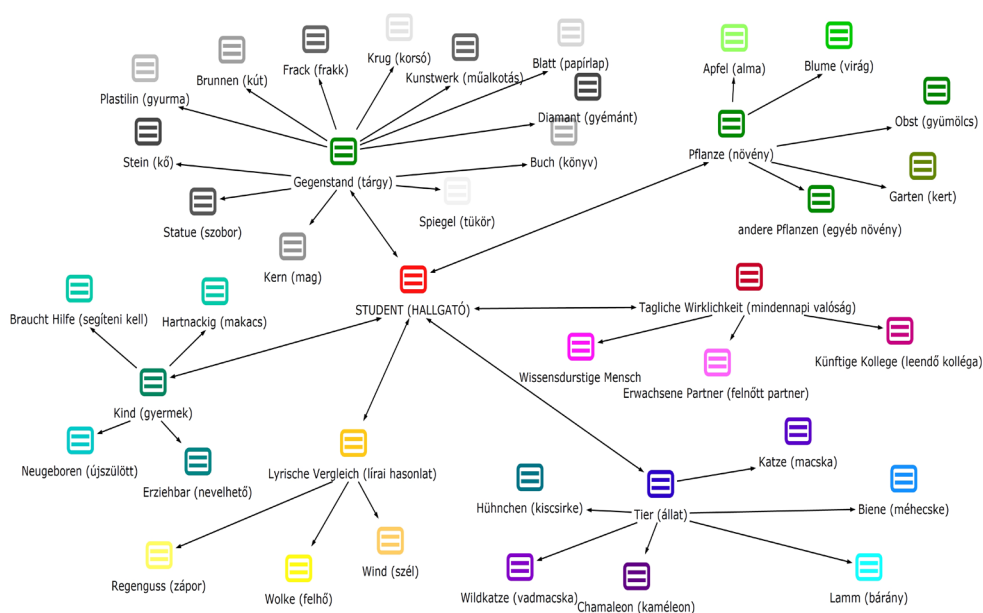 Krug (korsó)
Blatt (papírlap)
Apfel (alma)
Blume (virág)
Frack (frakk)
Brunnen (kút)
Kunstwerk (műalkotás)
Plastilin (gyurma)
Diamant (gyémánt)
Obst (gyümölcs)
Stein (kő)
Buch (könyv)
Pflanze (növény)
Gegenstand (tárgy)
Garten (kert)
Statue (szobor)
Spiegel (tükör)
andere Pflanzen (egyéb növény)
Kern (mag)
STUDENT (HALLGATÓ)
Tagliche Wirklichkeit (mindennapi valóság)
Braucht Hilfe (segíteni kell)
Hartnackig (makacs)
Künftige Kollege (leendő kolléga)
Wissensdurstige Mensch
Erwachsene Partner (felnőtt partner)
Kind (gyermek)
Neugeboren (újszülött)
Erziehbar (nevelhető)
Lyrische Vergleich (lírai hasonlat)
Katze (macska)
Hühnchen (kiscsirke)
Tier (állat)
Biene (méhecske)
Regenguss (zápor)
Wolke (felhő)
Wind (szél)
Wildkatze (vadmacska)
Chamaleon (kaméleon)
Lamm (bárány)